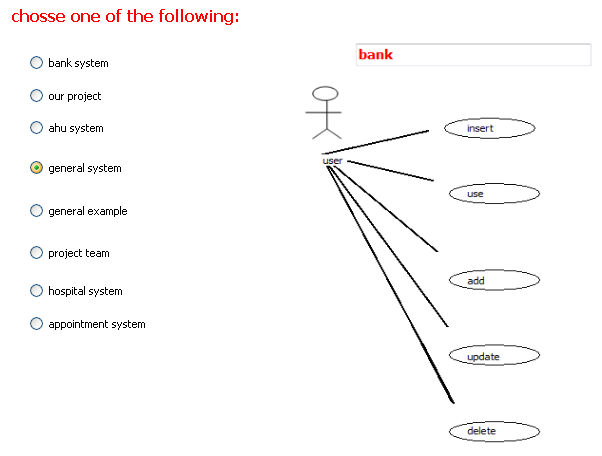 chosse one of the following:
bank system
our project
ahu system
general system
general example
project team
hospital system
appointment system
bank
user
insert
use
add
update
delete